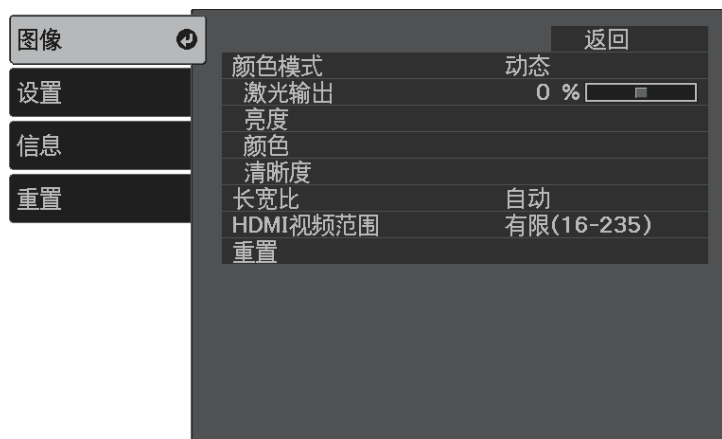 图像
设置
信息
重置
返回
颜色模式 动态
激光输出 0 %
亮度
颜色
清晰度
长宽比 自动
HDMI视频范围 有限(16-235)
重置